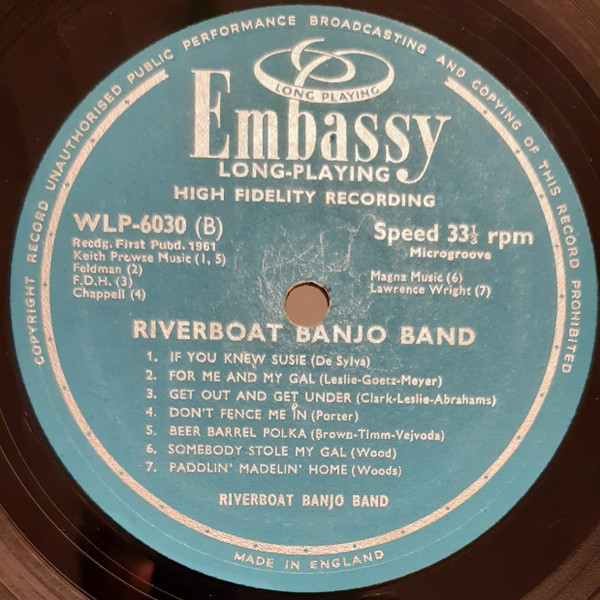 COPYRIGHT RECORD UNAUTHORISED PUBLIC PERFORMANCE BROADCASTING AND COPYING OF THIS RECORD PROHIBITED
LONG PLAYING
Embassy
LONG-PLAYING
HIGH FIDELITY RECORDING
WLP-6030 (B)
Recdg. First Pubd. 1961
Keith Prowse Music (1, 5)
Feldman (2)
F.D.H. (3)
Chappell (4)
Speed 33⅓ rpm
Microgroove
Magna Music (6)
Lawrence Wright (7)
RIVERBOAT BANJO BAND
1. IF YOU KNEW SUSIE (De Sylva)
2. FOR ME AND MY GAL (Leslie-Goetz-Meyer)
3. GET OUT AND GET UNDER (Clark-Leslie-Abrahams)
4. DON'T FENCE ME IN (Porter)
5. BEER BARREL POLKA (Brown-Timm-Vejvoda)
6. SOMEBODY STOLE MY GAL (Wood)
7. PADDLIN' MADELIN' HOME (Woods)
RIVERBOAT BANJO BAND
MADE IN ENGLAND